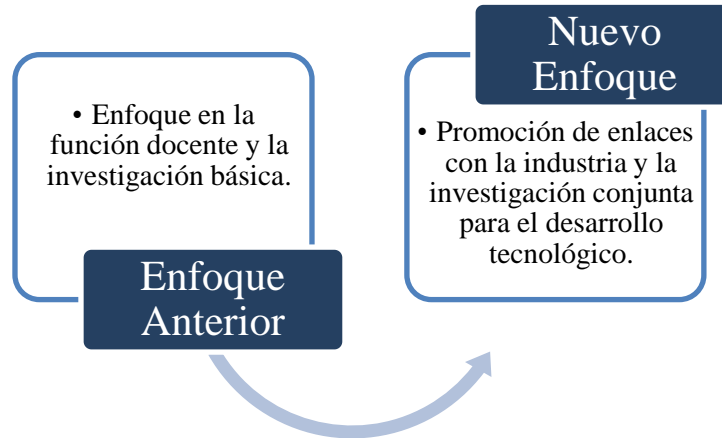 • Enfoque en la
función docente y la
investigación básica.
Enfoque
Anterior
Nuevo
Enfoque
• Promoción de enlaces
con la industria y la
investigación conjunta
para el desarrollo
tecnológico.